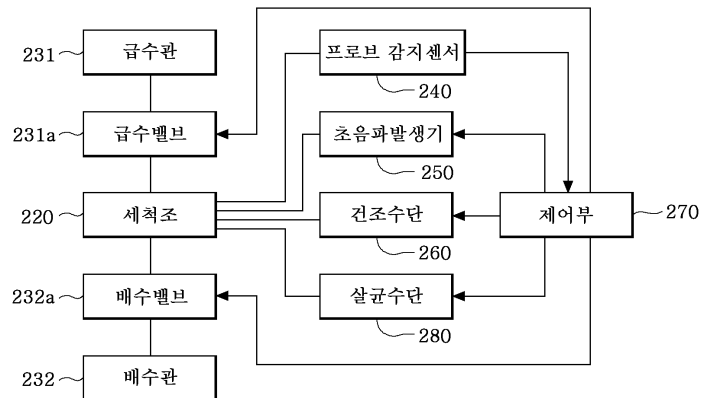 231
급수관
프로브 감지센서
240
231a
급수밸브
초음파발생기
250
220
세척조
건조수단
260
제어부
270
232a
배수밸브
살균수단
280
232
배수관